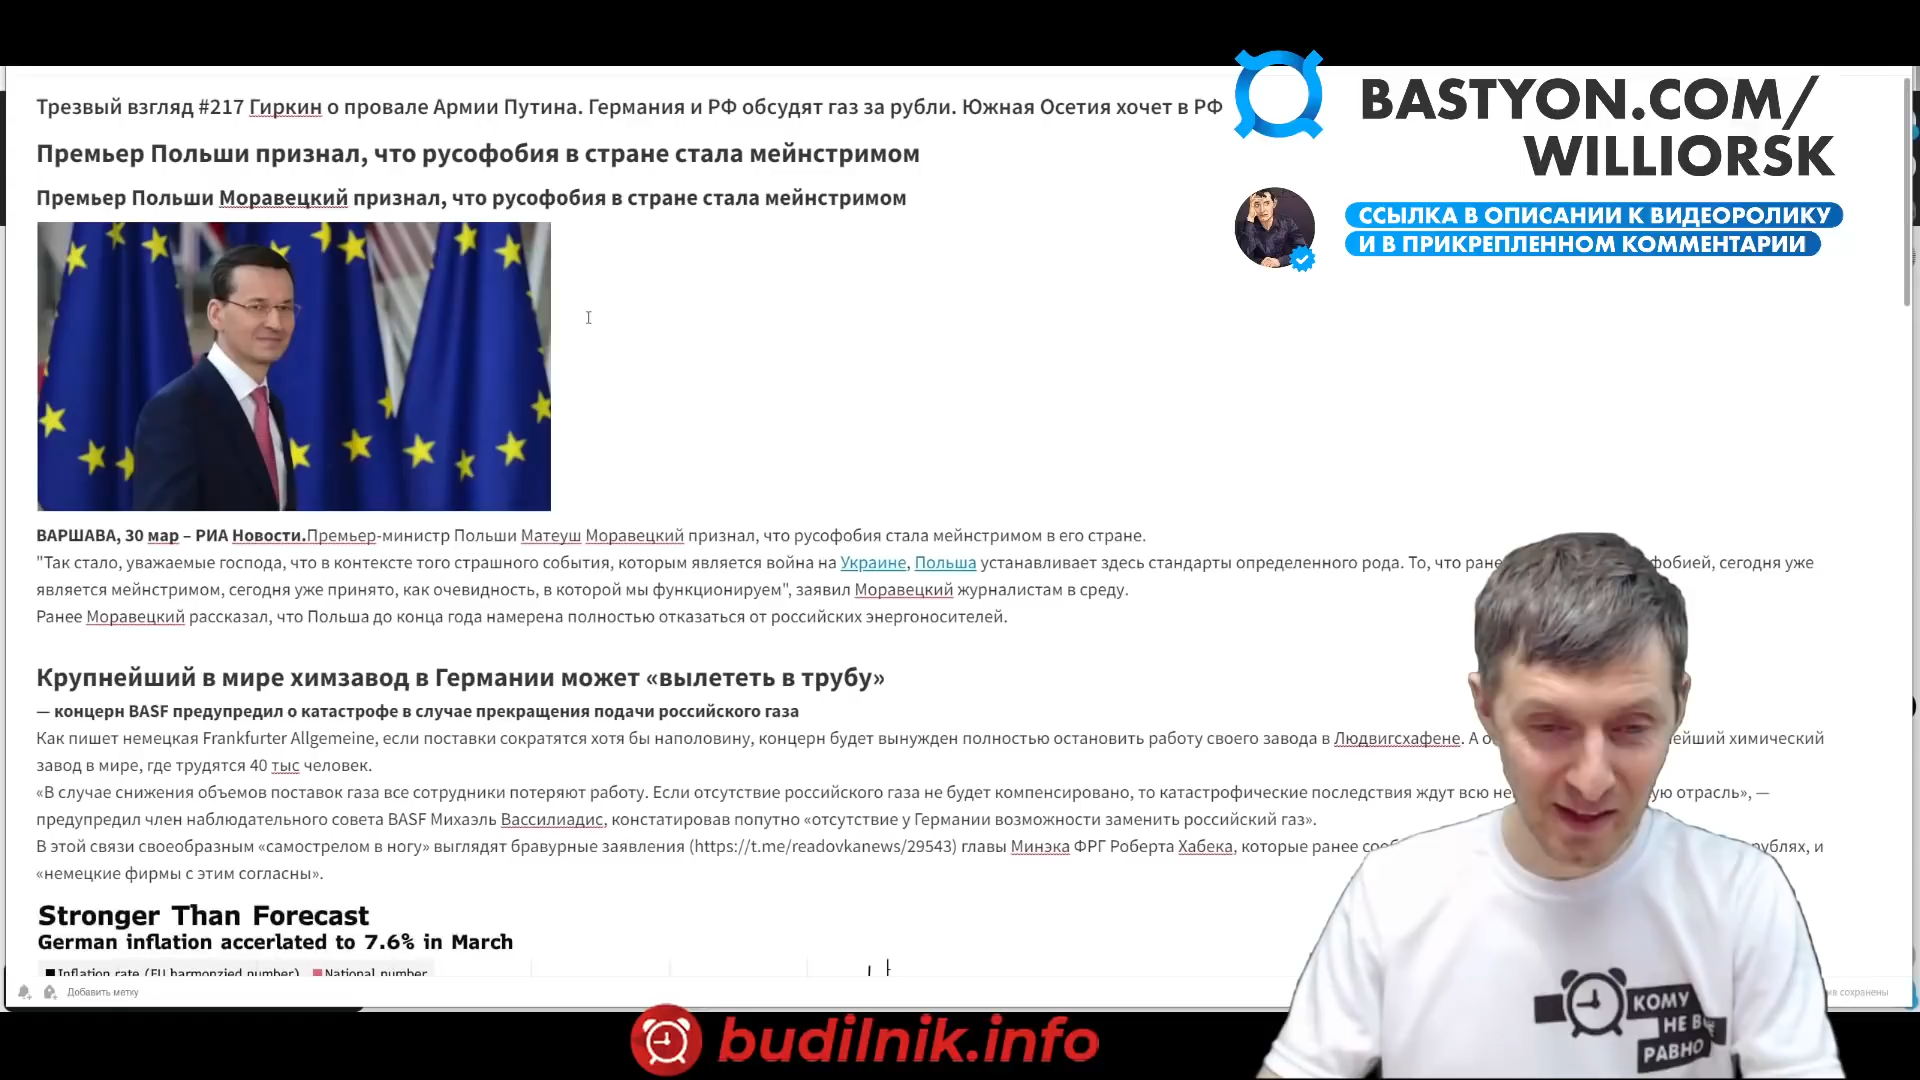 Трезвый взгляд #217 Гиркин о провале Армии Путина. Германия и РФ обсудят газ за рубли. Южная Осетия хочет в РФ
BASTYON.COM/
WILLIORSK
ССЫЛКА В ОПИСАНИИ К ВИДЕОРОЛИКУ
И В ПРИКРЕПЛЕННОМ КОММЕНТАРИИ
Премьер Польши признал, что русофобия в стране стала мейнстримом
Премьер Польши Моравецкий признал, что русофобия в стране стала мейнстримом
ВАРШАВА, 30 мар – РИА Новости.Премьер-министр Польши Матеуш Моравецкий признал, что русофобия стала мейнстримом в его стране.
"Так стало, уважаемые господа, что в контексте того страшного события, которым является война на Украине, Польша устанавливает здесь стандарты определенного рода. То, что ране фобией, сегодня уже
является мейнстримом, сегодня уже принято, как очевидность, в которой мы функционируем", заявил Моравецкий журналистам в среду.
Ранее Моравецкий рассказал, что Польша до конца года намерена полностью отказаться от российских энергоносителей.
Крупнейший в мире химзавод в Германии может «вылететь в трубу»
— концерн BASF предупредил о катастрофе в случае прекращения подачи российского газа
Как пишет немецкая Frankfurter Allgemeine, если поставки сократятся хотя бы наполовину, концерн будет вынужден полностью остановить работу своего завода в Людвигсхафене. А ейший химический
завод в мире, где трудятся 40 тыс человек.
«В случае снижения объемов поставок газа все сотрудники потеряют работу. Если отсутствие российского газа не будет компенсировано, то катастрофические последствия ждут всю ую отрасль», —
предупредил член наблюдательного совета BASF Михаэль Вассилиадис, констатировав попутно «отсутствие у Германии возможности заменить российский газ».
В этой связи своеобразным «самострелом в ногу» выглядят бравурные заявления (https://t.me/readovkanews/29543) главы Минэка ФРГ Роберта Хабека, которые ранее рублях, и
«немецкие фирмы с этим согласны».
Stronger Than Forecast
German inflation accerlated to 7.6% in March
Inflation rate (EU harmonzied number) National number
Добавить метку
сохранены
budilnik.info
КОМУ
НЕ В
РАВНО